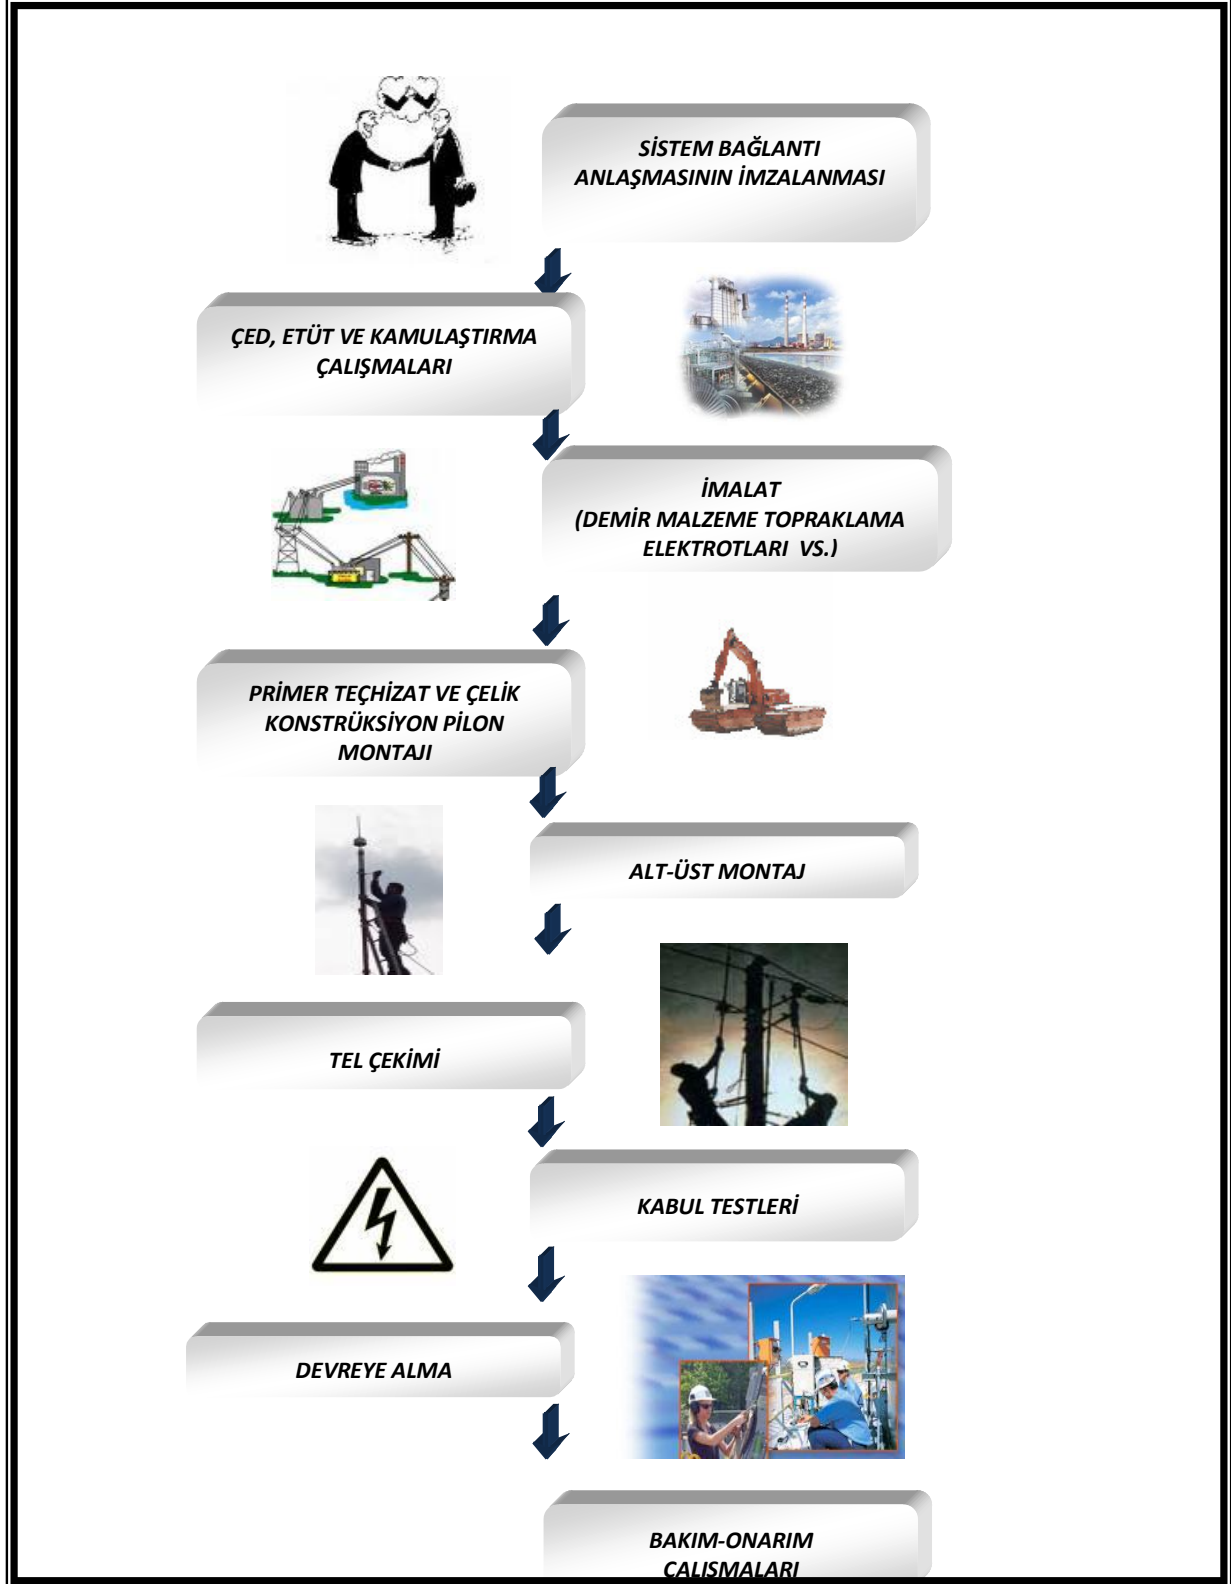 SİSTEM BAĞLANTI
ANLAŞMASININ İMZALANMASI
ÇED, ETÜT VE KAMULAŞTIRMA
ÇALIŞMALARI
İMALAT
(DEMİR MALZEME TOPRAKLAMA
ELEKTROTLARI VS.)
PRİMER TEÇHİZAT VE ÇELİK
KONSTRÜKSİYON PİLON
MONTAJI
ALT-ÜST MONTAJ
TEL ÇEKİMİ
KABUL TESTLERİ
DEVREYE ALMA
BAKIM-ONARIM
ÇALIŞMALARI